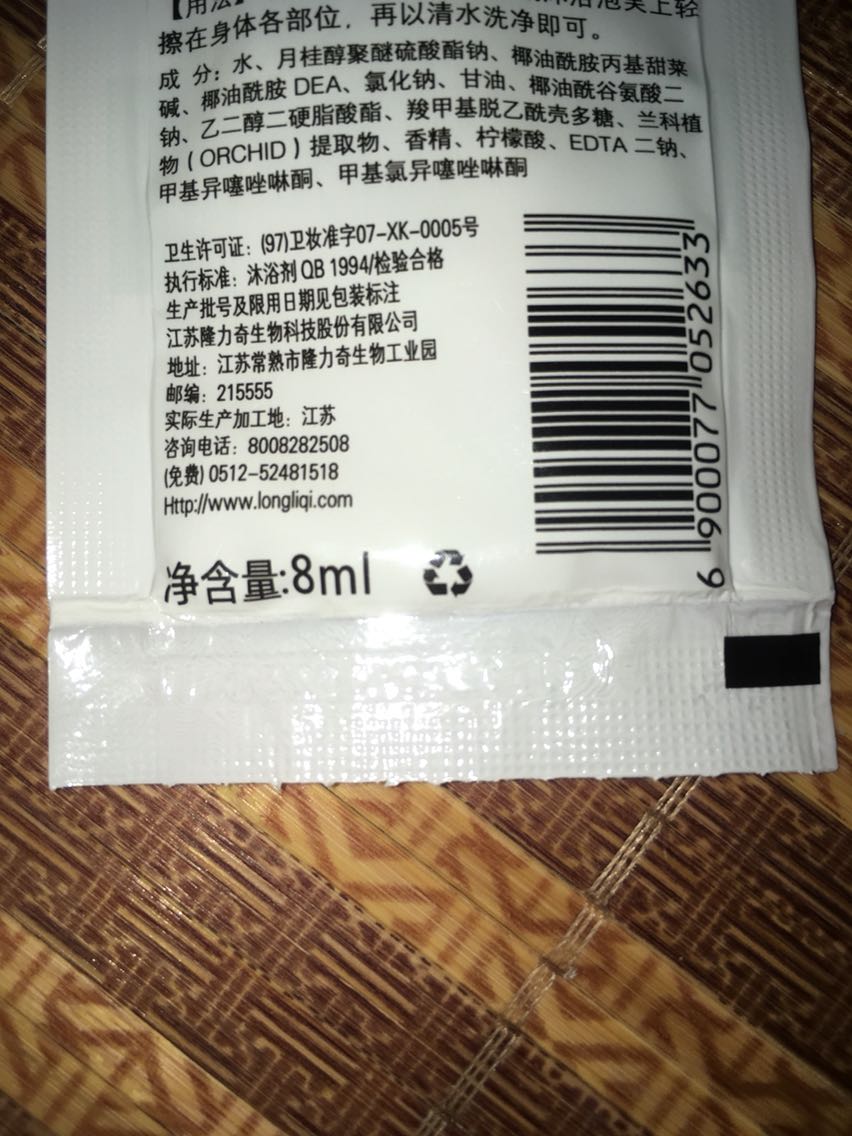 【用法】
上轻
擦在身体各部位，再以清水洗净即可。
成 分：水、月桂醇聚醚硫酸酯钠、椰油酰胺丙基甜菜
碱、椰油酰胺 DEA、氯化钠、甘油、椰油酰谷氨酸二
钠、乙二醇二硬脂酸酯、羧甲基脱乙酰壳多糖、兰科植
物（ORCHID）提取物、香精、柠檬酸、EDTA 二钠、
甲基异噻唑啉酮、甲基氯异噻唑啉酮
卫生许可证：(97)卫妆准字07-XK-0005号
执行标准：沐浴剂 QB 1994/检验合格
生产批号及限用日期见包装标注
江苏隆力奇生物科技股份有限公司
地址：江苏常熟市隆力奇生物工业园
邮编：215555
实际生产加工地：江苏
咨询电话：8008282508
(免费) 0512-52481518
Http://www.longliqi.com
净含量:8ml
6 900077 052633